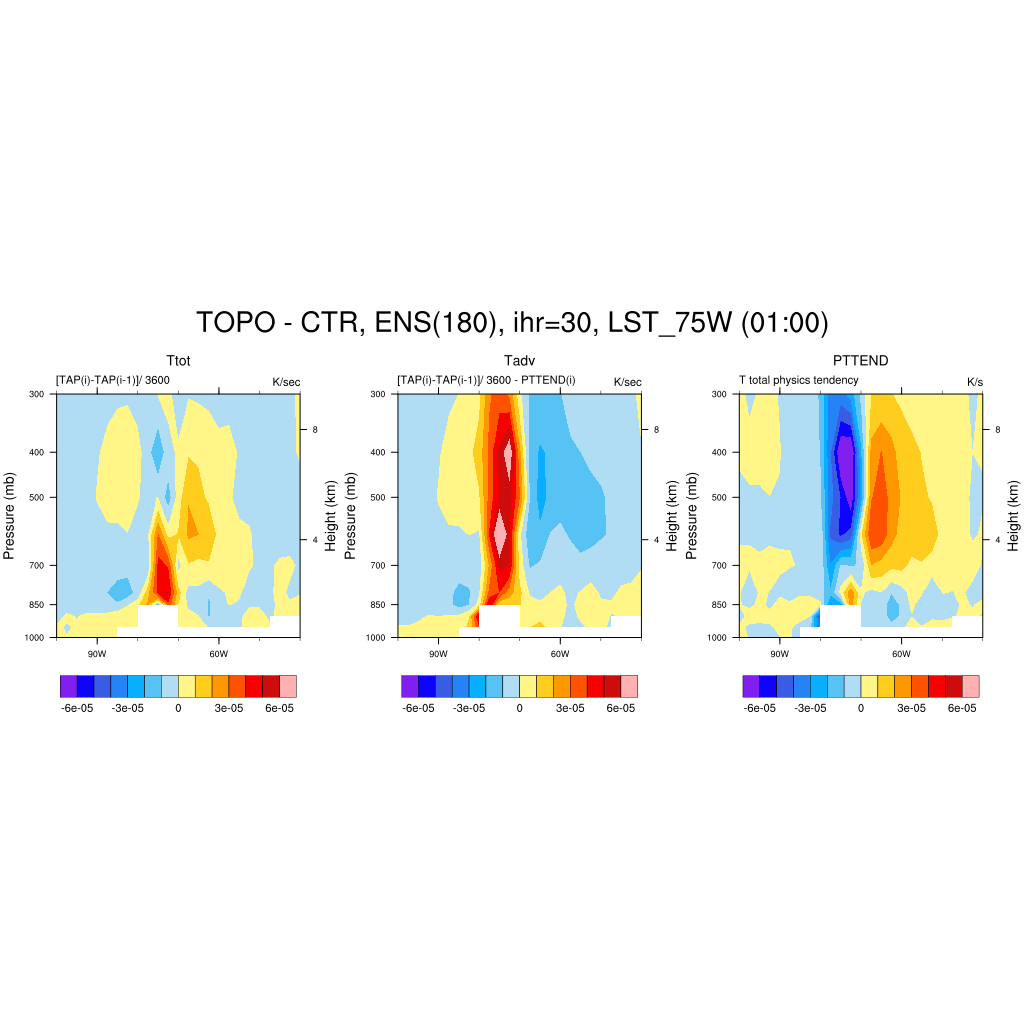 TOPO - CTR, ENS(180), ihr=30, LST_75W (01:00)
Ttot
[TAP(i)-TAP(i-1)]/ 3600 K/sec
Pressure (mb)
300
400
500
700
850
1000
90W 60W
8
4
Height (km)
-6e-05 -3e-05 0 3e-05 6e-05
Tadv
[TAP(i)-TAP(i-1)]/ 3600 - PTTEND(i) K/sec
Pressure (mb)
300
400
500
700
850
1000
90W 60W
8
4
Height (km)
-6e-05 -3e-05 0 3e-05 6e-05
PTTEND
T total physics tendency K/s
Pressure (mb)
300
400
500
700
850
1000
90W 60W
8
4
Height (km)
-6e-05 -3e-05 0 3e-05 6e-05